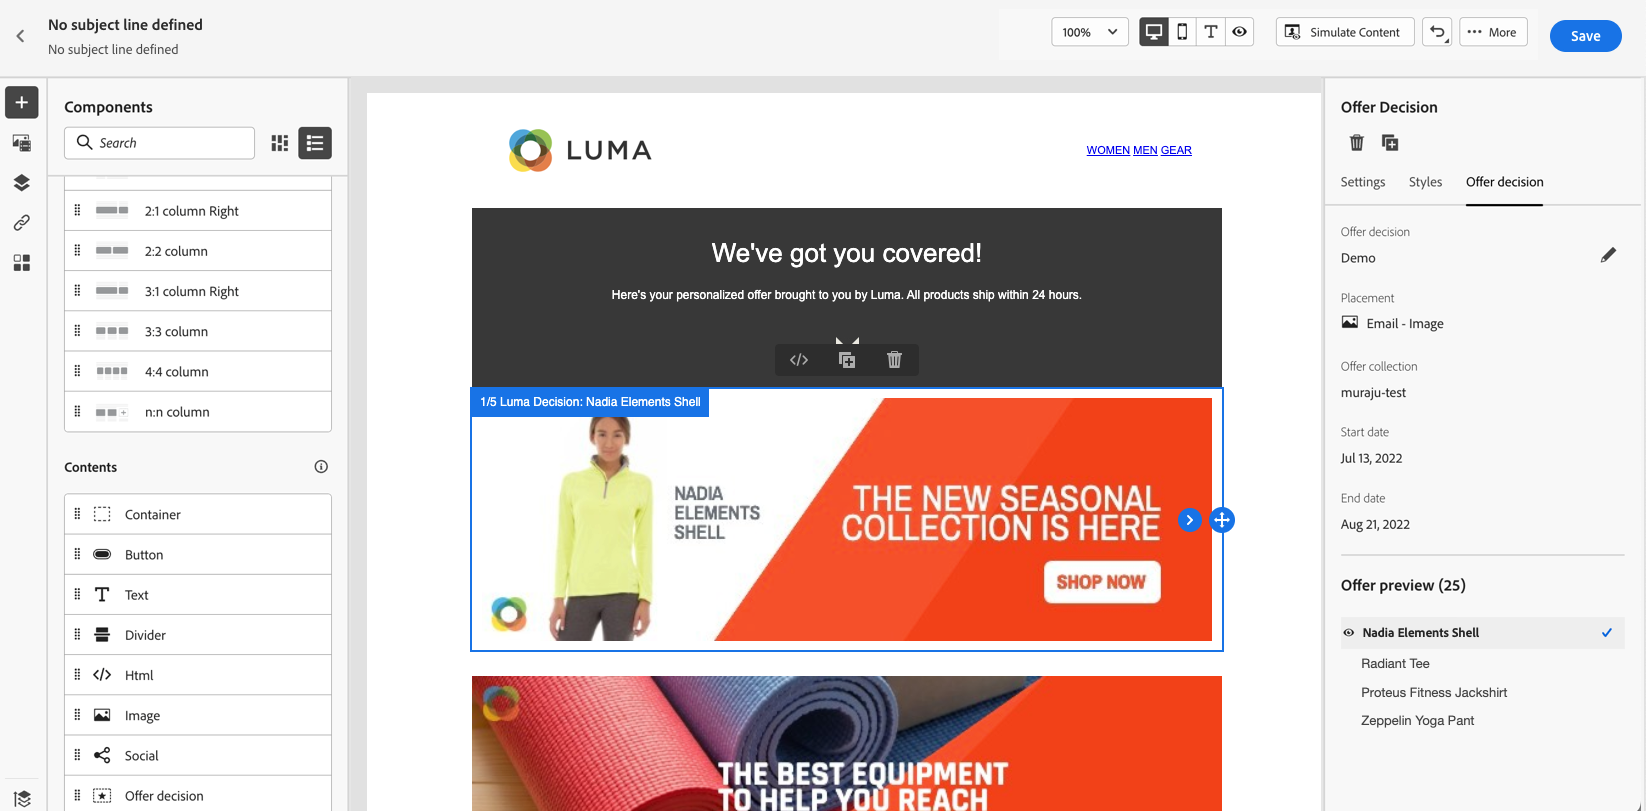 No subject line defined
No subject line defined
100%
Simulate Content
More
Save
Components
Search
2:1 column Right
2:2 column
3:1 column Right
3:3 column
4:4 column
n:n column
Contents
Container
Button
Text
Divider
Html
Image
Social
Offer decision
LUMA
WOMEN MEN GEAR
We've got you covered!
Here's your personalized offer brought to you by Luma. All products ship within 24 hours.
1/5 Luma Decision: Nadia Elements Shell
NADIA
ELEMENTS
SHELL
THE NEW SEASONAL
COLLECTION IS HERE
SHOP NOW
THE BEST EQUIPMENT
TO HELP YOU REACH
Offer Decision
Settings
Styles
Offer decision
Offer decision
Demo
Placement
Email - Image
Offer collection
muraju-test
Start date
Jul 13, 2022
End date
Aug 21, 2022
Offer preview (25)
Nadia Elements Shell
Radiant Tee
Proteus Fitness Jackshirt
Zeppelin Yoga Pant